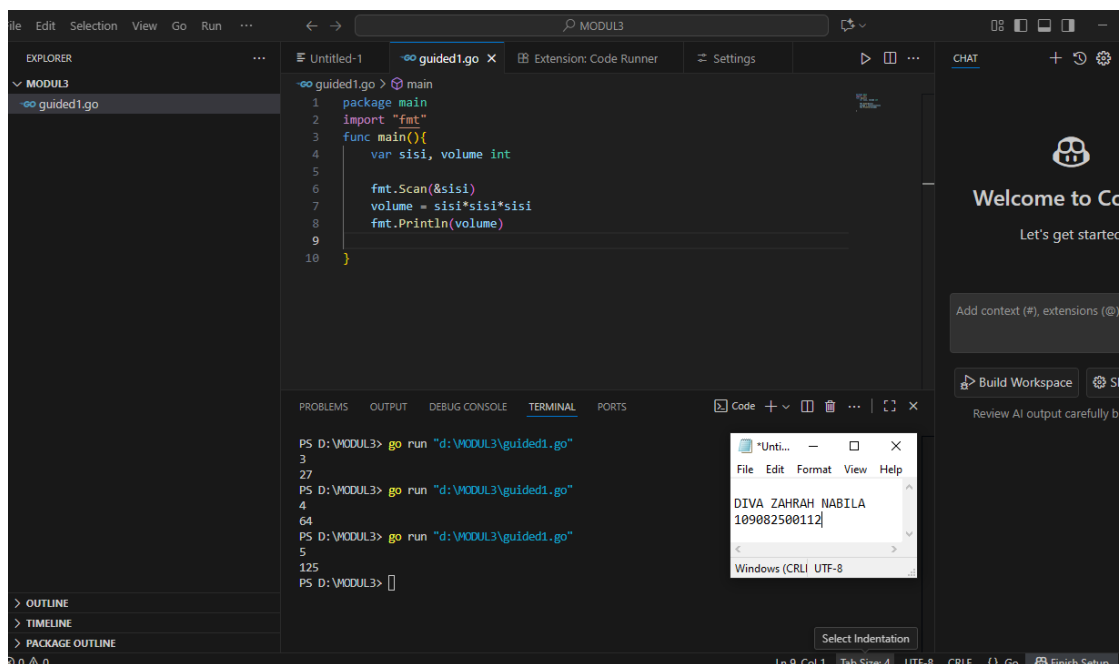 File Edit Selection View Go Run ··· ← → MODUL3
EXPLORER ···
MODUL3
guided1.go
Untitled-1 guided1.go × Extension: Code Runner Settings ···
guided1.go > main
1 package main
2 import "fmt"
3 func main(){
4 var sisi, volume int
5
6 fmt.Scan(&sisi)
7 volume = sisi*sisi*sisi
8 fmt.Println(volume)
9
10 }
PROBLEMS OUTPUT DEBUG CONSOLE TERMINAL PORTS Code
PS D:\MODUL3> go run "d:\MODUL3\guided1.go"
3
27
PS D:\MODUL3> go run "d:\MODUL3\guided1.go"
4
64
PS D:\MODUL3> go run "d:\MODUL3\guided1.go"
5
125
PS D:\MODUL3>
*Unti...
File Edit Format View Help
DIVA ZAHRAH NABILA
109082500112
Windows (CRLI UTF-8
CHAT
Welcome to Co
Let's get started
Add context (#), extensions (@)
Build Workspace
Review AI output carefully b
OUTLINE
TIMELINE
PACKAGE OUTLINE
Select Indentation
0 0 Ln 9, Col 1 Tab Size: 4 UTF-8 CRLF {} Go Finish Setup